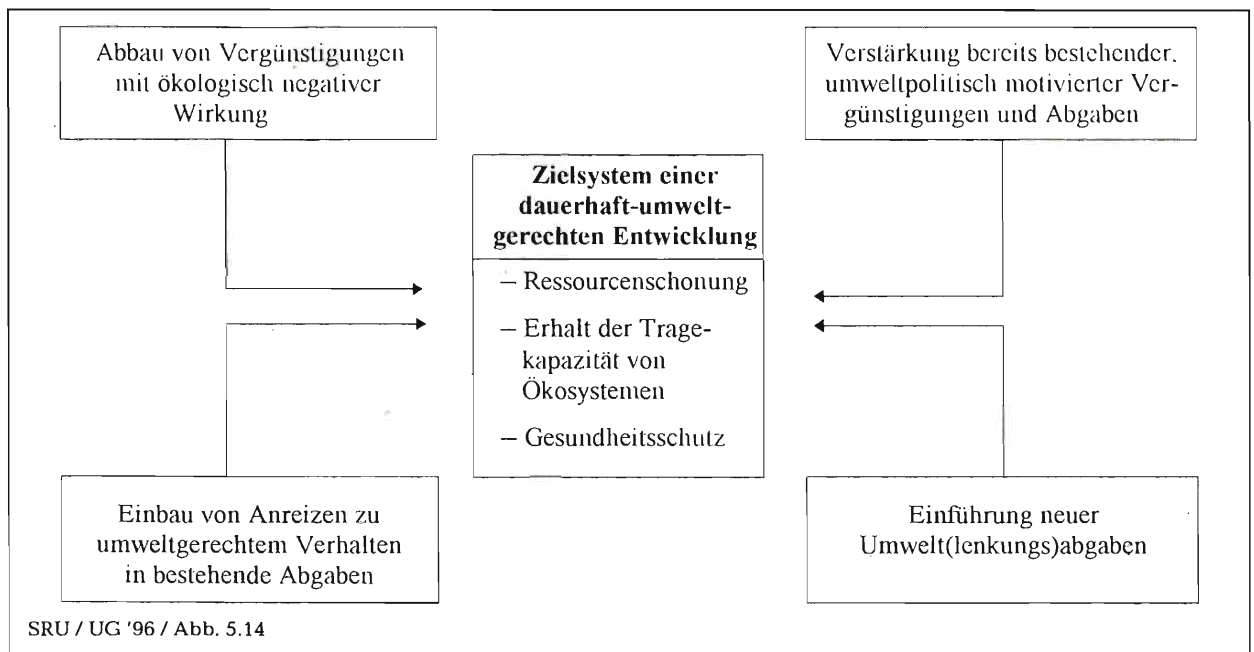 Abbau von Vergünstigungen
mit ökologisch negativer
Wirkung
Verstärkung bereits bestehender,
umweltpolitisch motivierter Ver-
günstigungen und Abgaben
Zielsystem einer
dauerhaft-umwelt-
gerechten Entwicklung
– Ressourcenschonung
– Erhalt der Trage-
kapazität von
Ökosystemen
– Gesundheitsschutz
Einbau von Anreizen zu
umweltgerechtem Verhalten
in bestehende Abgaben
Einführung neuer
Umwelt(lenkungs)abgaben
SRU / UG '96 / Abb. 5.14